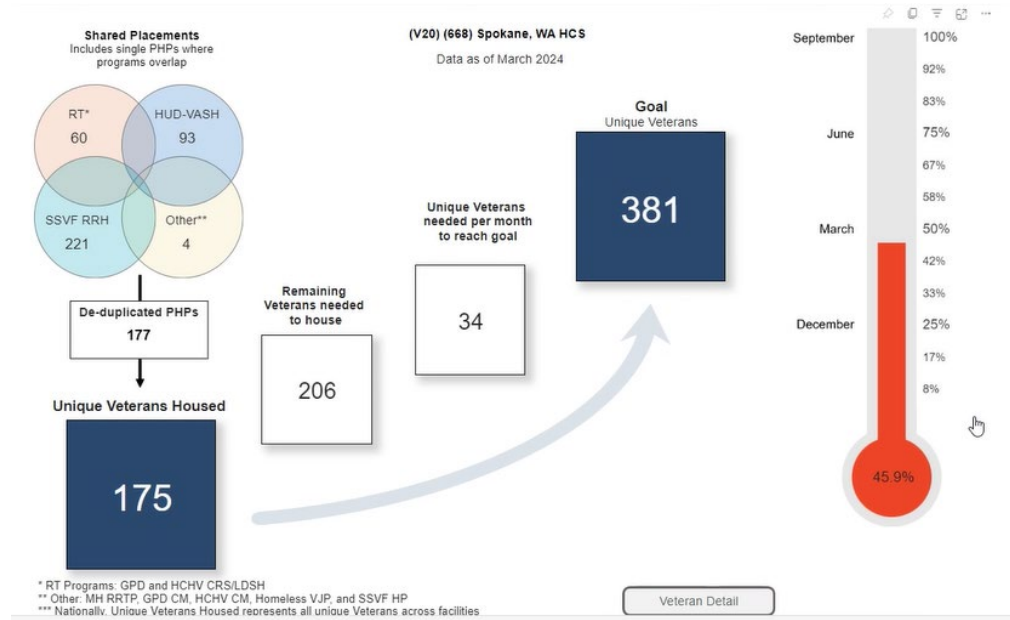 Shared Placements
Includes single PHPs where
programs overlap
RT*
60
HUD-VASH
93
SSVF RRH
221
Other**
4
De-duplicated PHPs
177
Unique Veterans Housed
175
(V20) (668) Spokane, WA HCS
Data as of March 2024
Remaining
Veterans needed
to house
206
Unique Veterans
needed per month
to reach goal
34
Goal
Unique Veterans
381
September
100%
92%
83%
June
75%
67%
58%
March
50%
42%
33%
December
25%
17%
8%
45.9%
* RT Programs: GPD and HCHV CRS/LDSH
** Other: MH RRTP, GPD CM, HCHV CM, Homeless VJP, and SSVF HP
*** Nationally, Unique Veterans Housed represents all unique Veterans across facilities
Veteran Detail